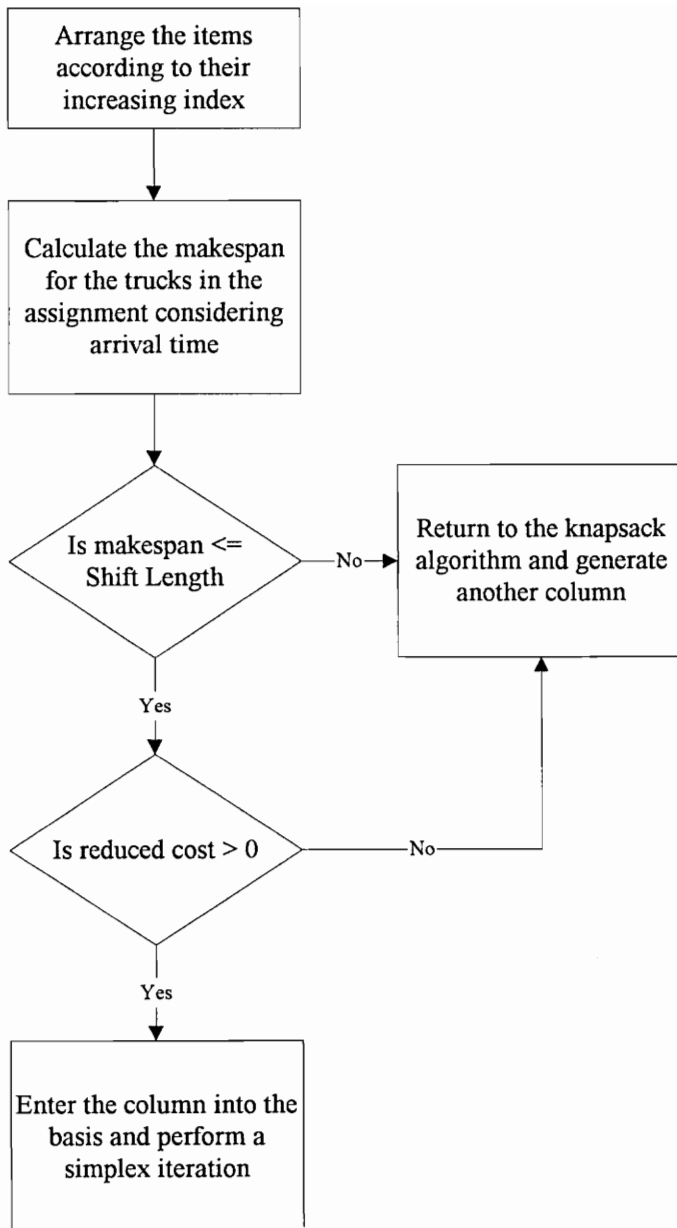 Arrange the items
according to their
increasing index
Calculate the makespan
for the trucks in the
assignment considering
arrival time
Is makespan <=
Shift Length
No
Return to the knapsack
algorithm and generate
another column
Yes
Is reduced cost > 0
No
Yes
Enter the column into the
basis and perform a
simplex iteration